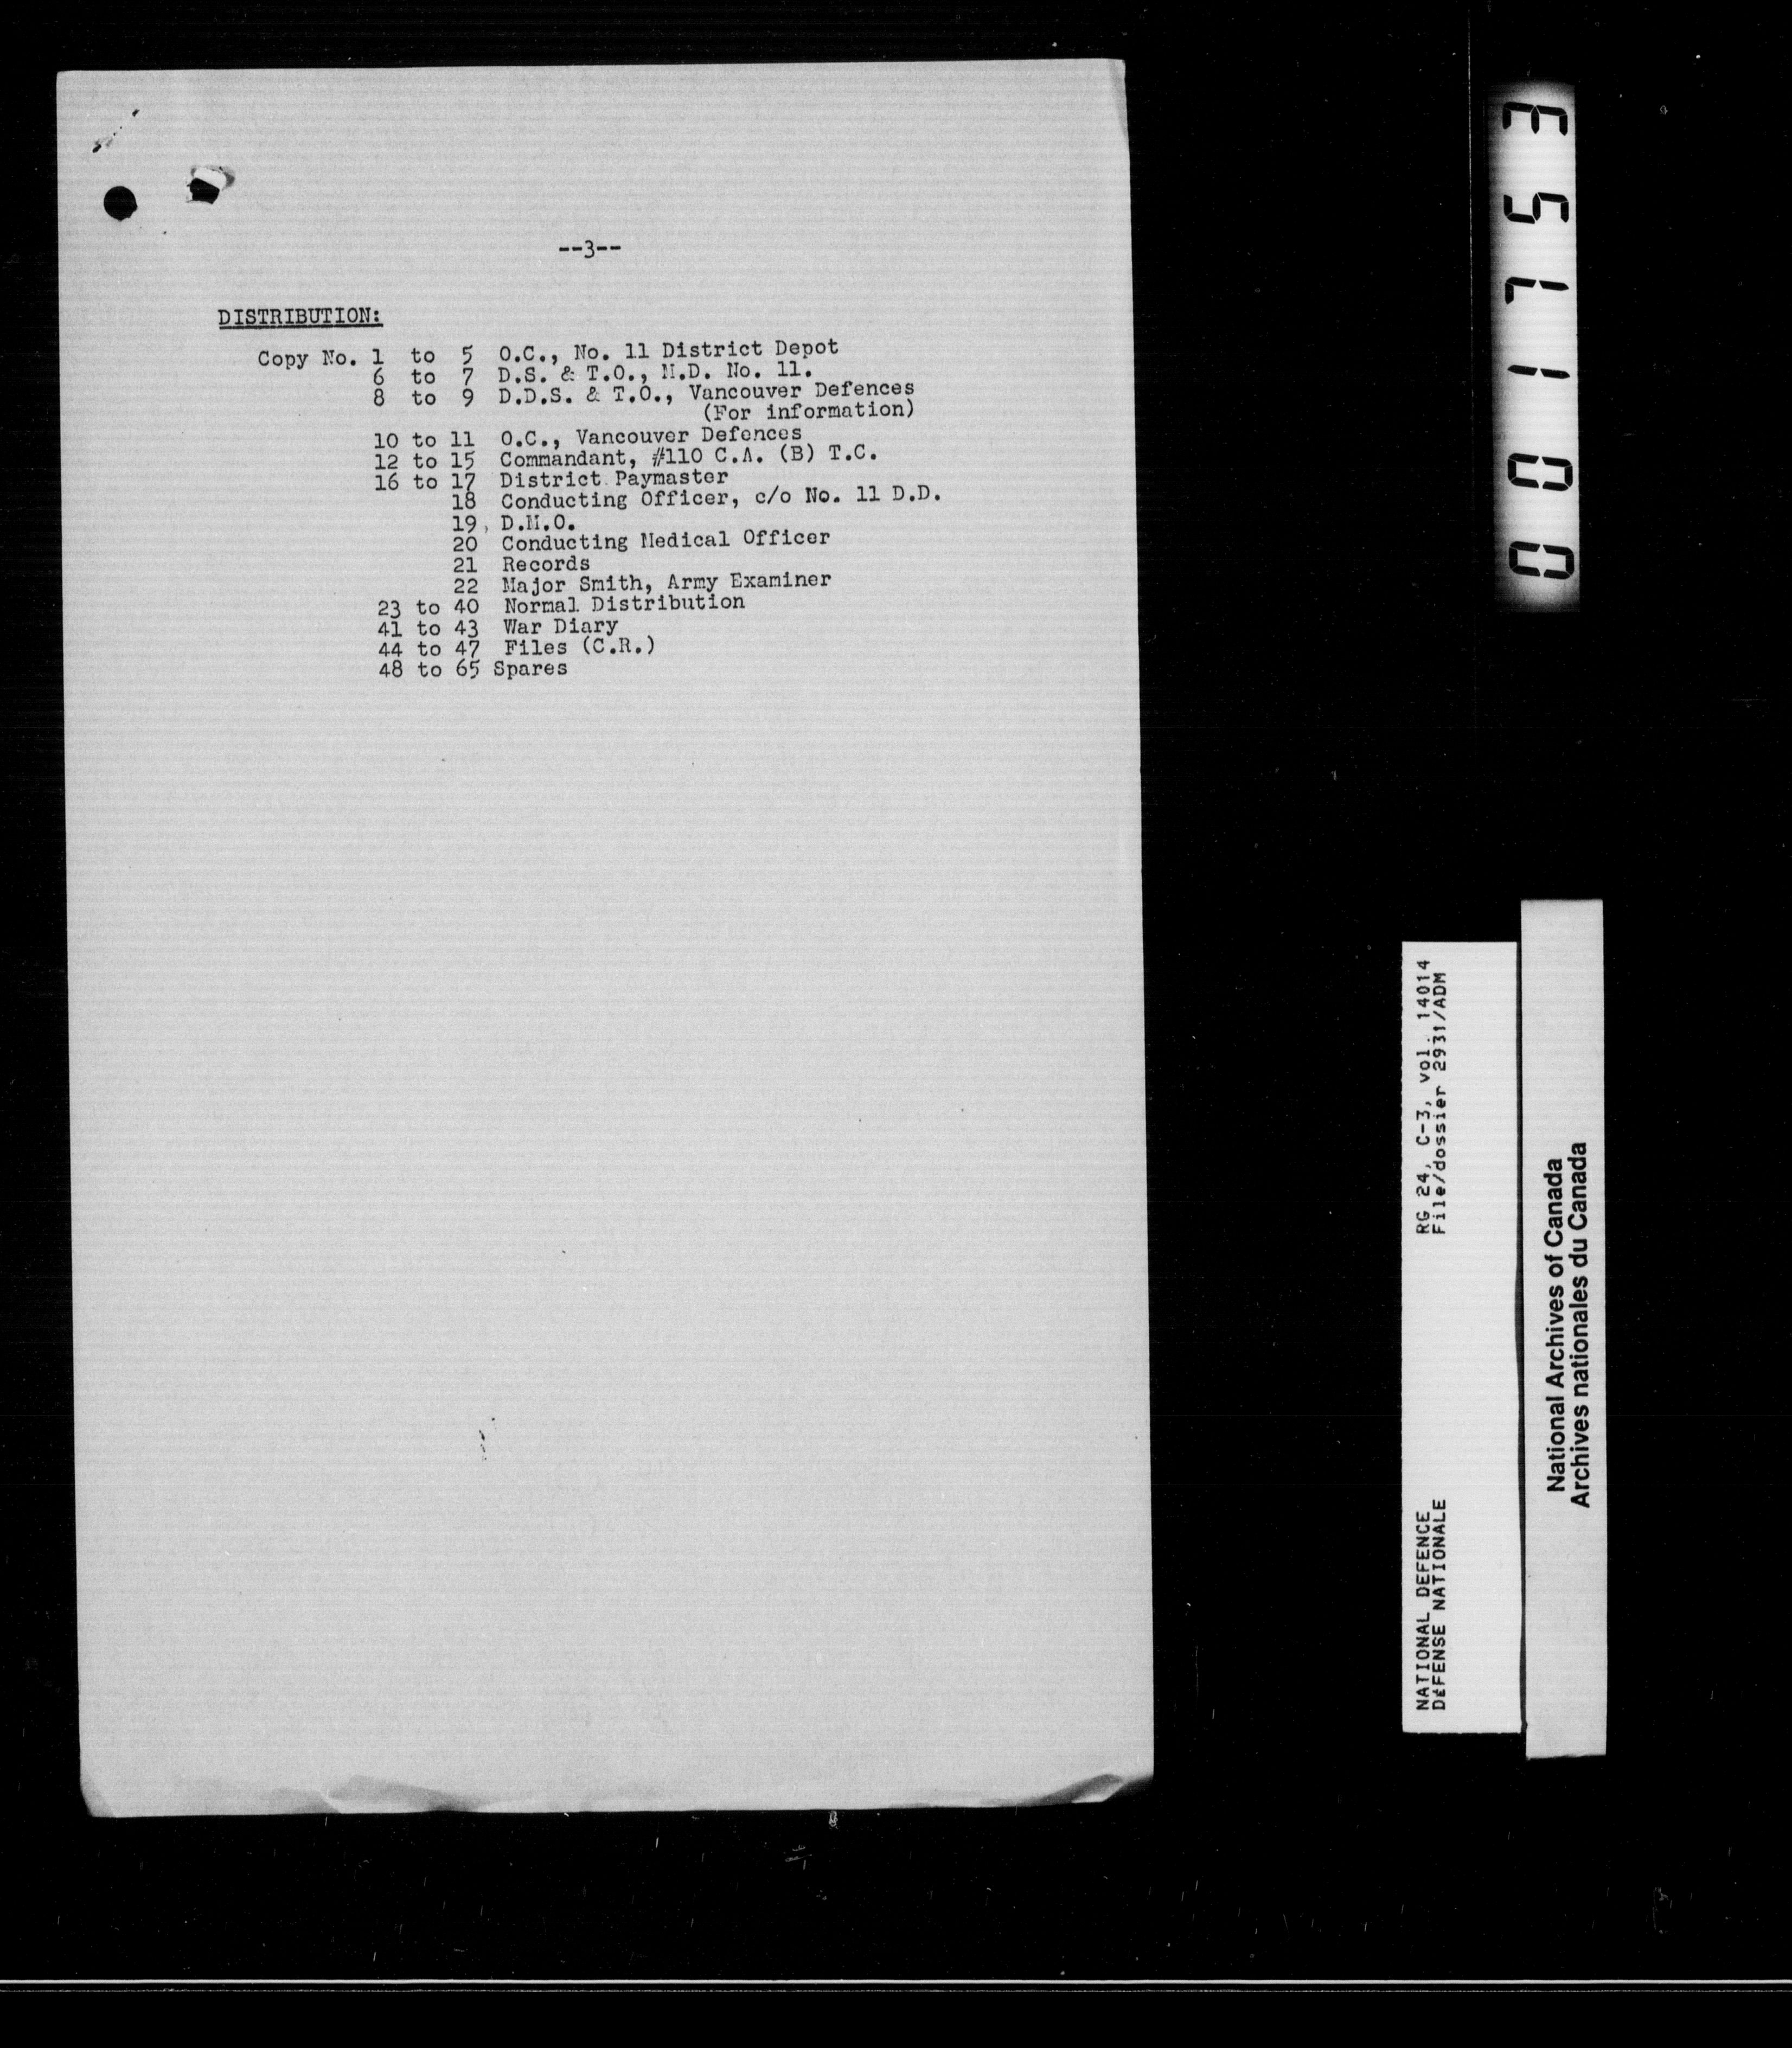 --3--
DISTRIBUTION:
Copy No. 1 to 5 O.C., No. 11 District Depot
6 to 7 D.S. & T.O., M.D. No. 11.
8 to 9 D.D.S. & T.O., Vancouver Defences
(For information)
10 to 11 O.C., Vancouver Defences
12 to 15 Commandant, #110 C.A. (B) T.C.
16 to 17 District Paymaster
18 Conducting Officer, c/o No. 11 D.D.
19, D.M.O.
20 Conducting Medical Officer
21 Records
22 Major Smith, Army Examiner
23 to 40 Normal Distribution
41 to 43 War Diary
44 to 47 Files (C.R.)
48 to 65 Spares
001153
NATIONAL DEFENCE RG 24, C-3, vol. 14014
DÉFENSE NATIONALE File/dossier 2931/ADM
National Archives of Canada
Archives nationales du Canada